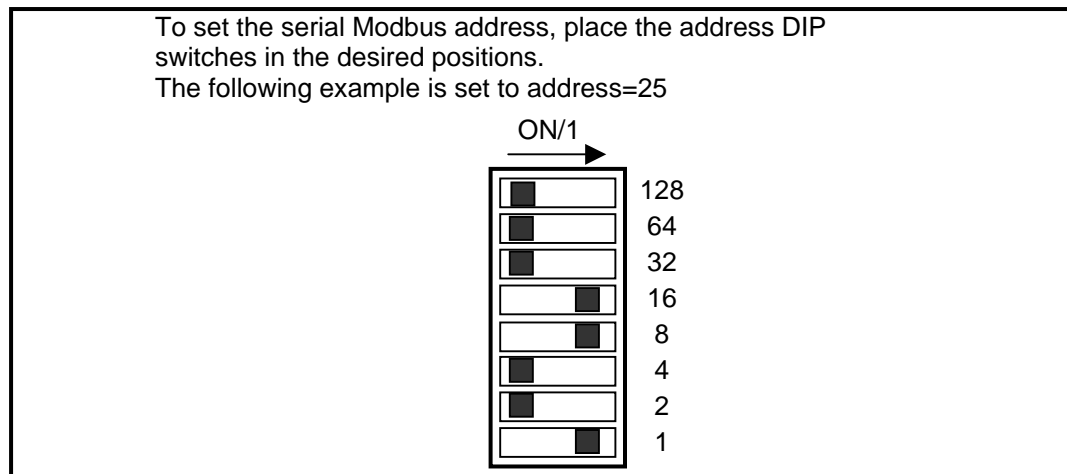 To set the serial Modbus address, place the address DIP
switches in the desired positions.
The following example is set to address=25
ON/1
128
64
32
16
8
4
2
1